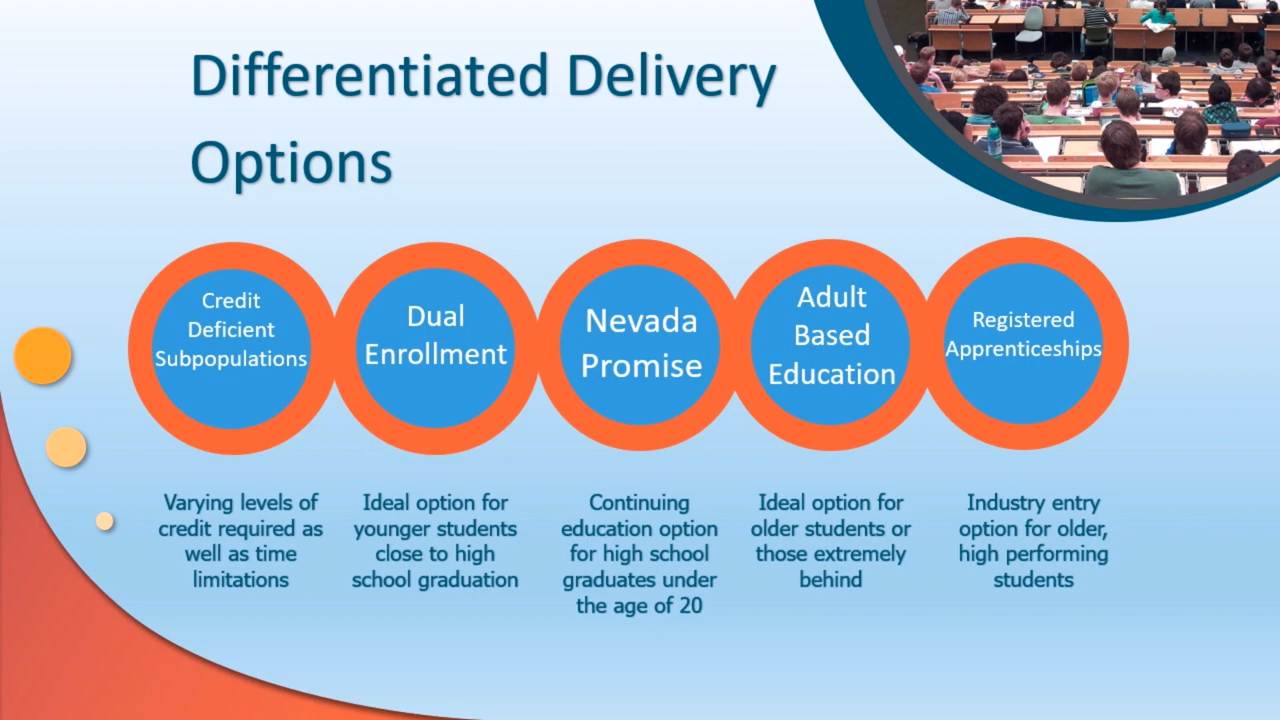 Differentiated Delivery
Options
Credit
Deficient
Subpopulations
Dual
Enrollment
Nevada
Promise
Adult
Based
Education
Registered
Apprenticeships
Varying levels of
credit required as
well as time
limitations
Ideal option for
younger students
close to high
school graduation
Continuing
education option
for high school
graduates under
the age of 20
Ideal option for
older students or
those extremely
behind
Industry entry
option for older,
high performing
students